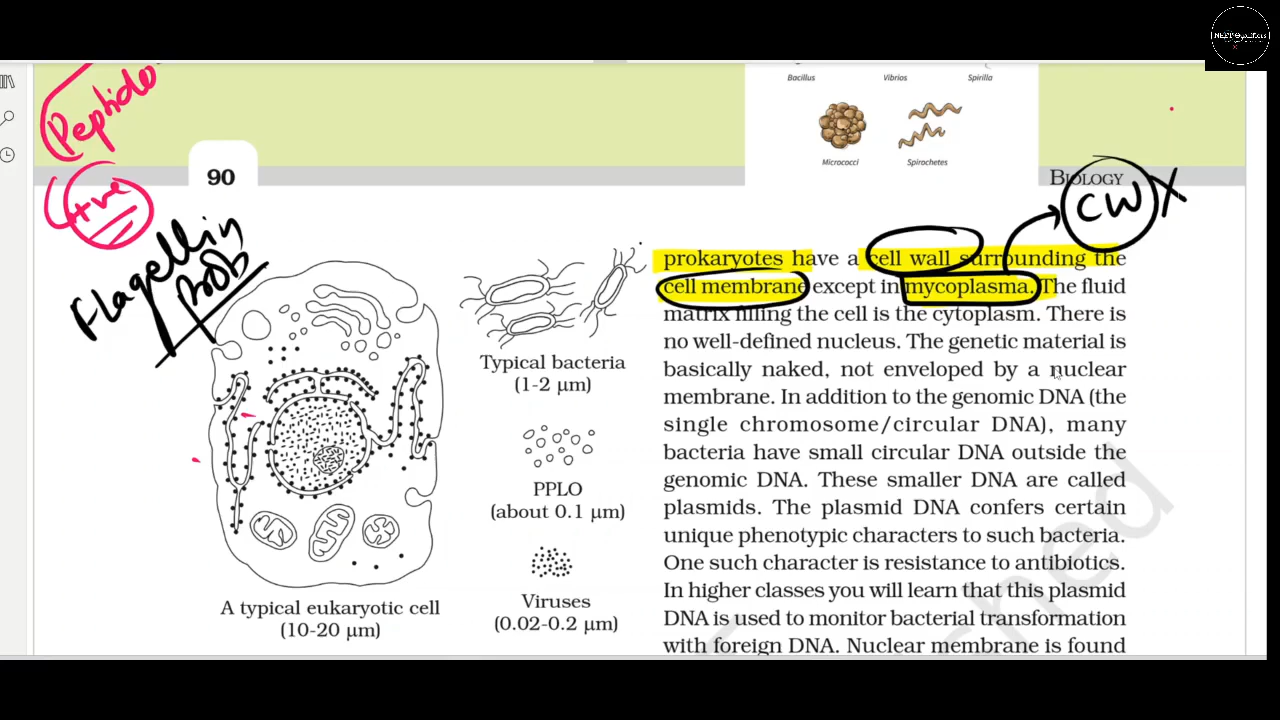 Bacillus
Vibrios
Spirilla
Micrococci
Spirochetes
Peptido
90
BIOLOGY
CW X
+ve
Flagellin
prokaryotes have a cell wall surrounding the
cell membrane except in mycoplasma. The fluid
matrix filling the cell is the cytoplasm. There is
no well-defined nucleus. The genetic material is
basically naked, not enveloped by a nuclear
membrane. In addition to the genomic DNA (the
single chromosome/circular DNA), many
bacteria have small circular DNA outside the
genomic DNA. These smaller DNA are called
plasmids. The plasmid DNA confers certain
unique phenotypic characters to such bacteria.
One such character is resistance to antibiotics.
In higher classes you will learn that this plasmid
DNA is used to monitor bacterial transformation
with foreign DNA. Nuclear membrane is found
Typical bacteria
(1-2 µm)
PPLO
(about 0.1 µm)
Viruses
(0.02-0.2 µm)
A typical eukaryotic cell
(10-20 µm)
shed